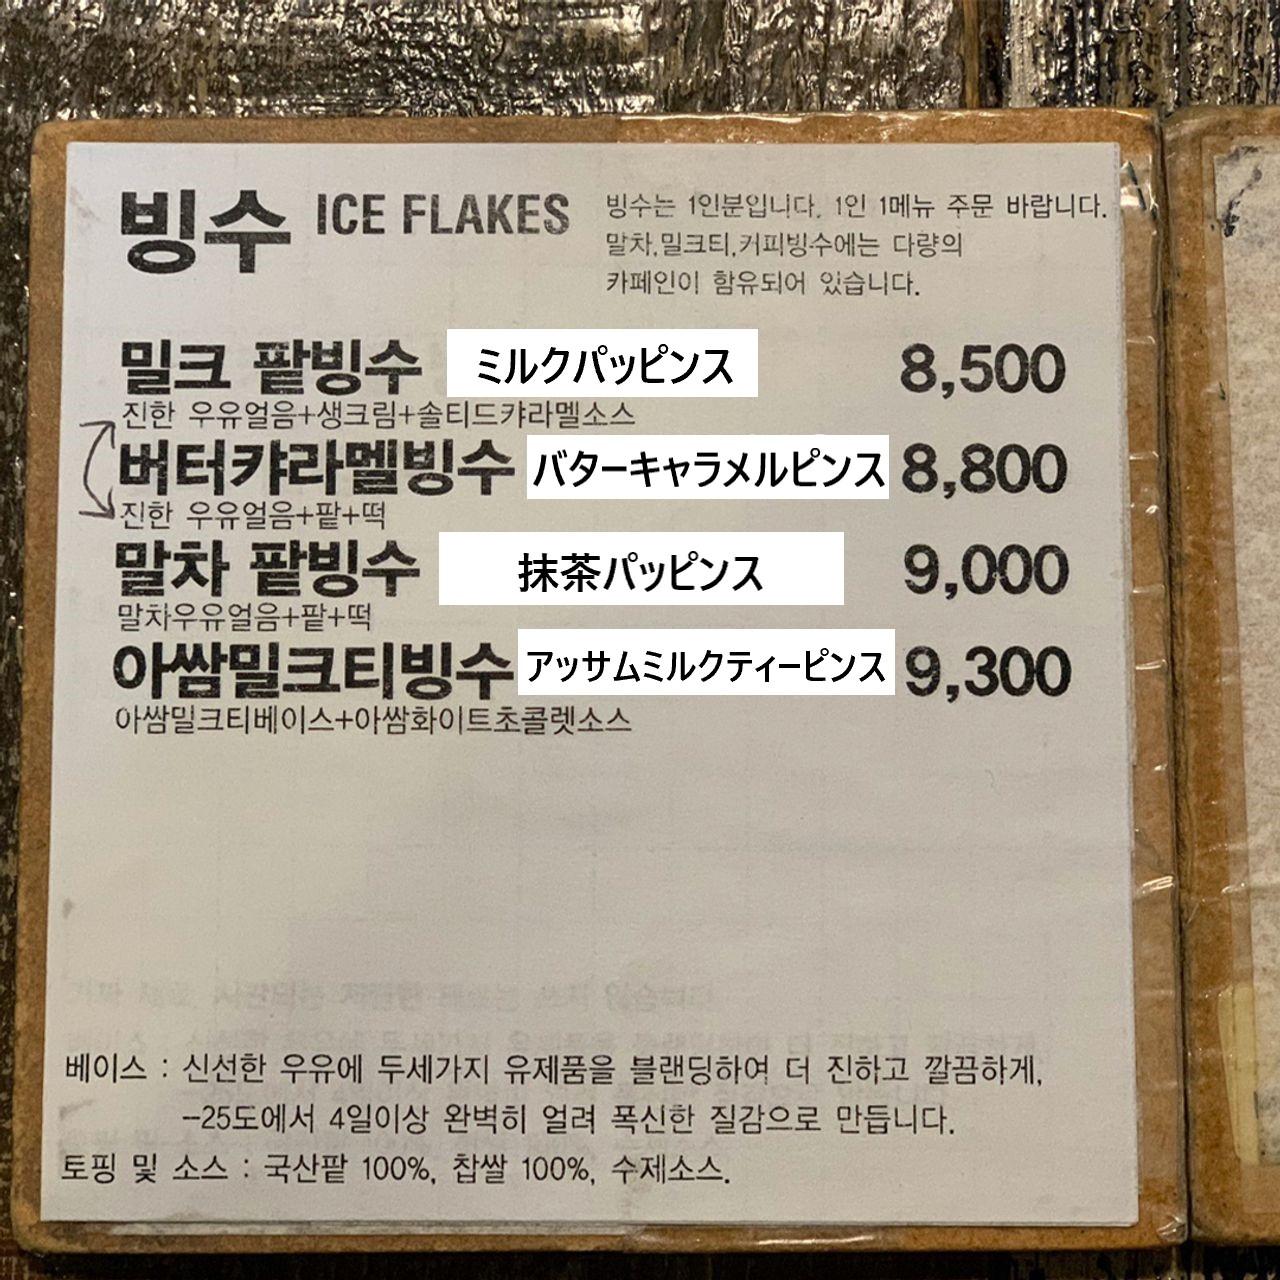 빙수 ICE FLAKES
빙수는 1인분입니다. 1인 1메뉴 주문 바랍니다.
말차,밀크티,커피빙수에는 다량의
카페인이 함유되어 있습니다.
밀크 팥빙수 ミルクパッピンス 8,500
진한 우유얼음+생크림+솔티드캬라멜소스
버터캬라멜빙수 バターキャラメルピンス 8,800
진한 우유얼음+팥+떡
말차 팥빙수 抹茶パッピンス 9,000
말차우유얼음+팥+떡
아쌈밀크티빙수 アッサムミルクティーピンス 9,300
아쌈밀크티베이스+아쌈화이트초콜렛소스
베이스 : 신선한 우유에 두세가지 유제품을 블랜딩하여 더 진하고 깔끔하게,
-25도에서 4일이상 완벽히 얼려 폭신한 질감으로 만듭니다.
토핑 및 소스 : 국산팥 100%, 찹쌀 100%, 수제소스.